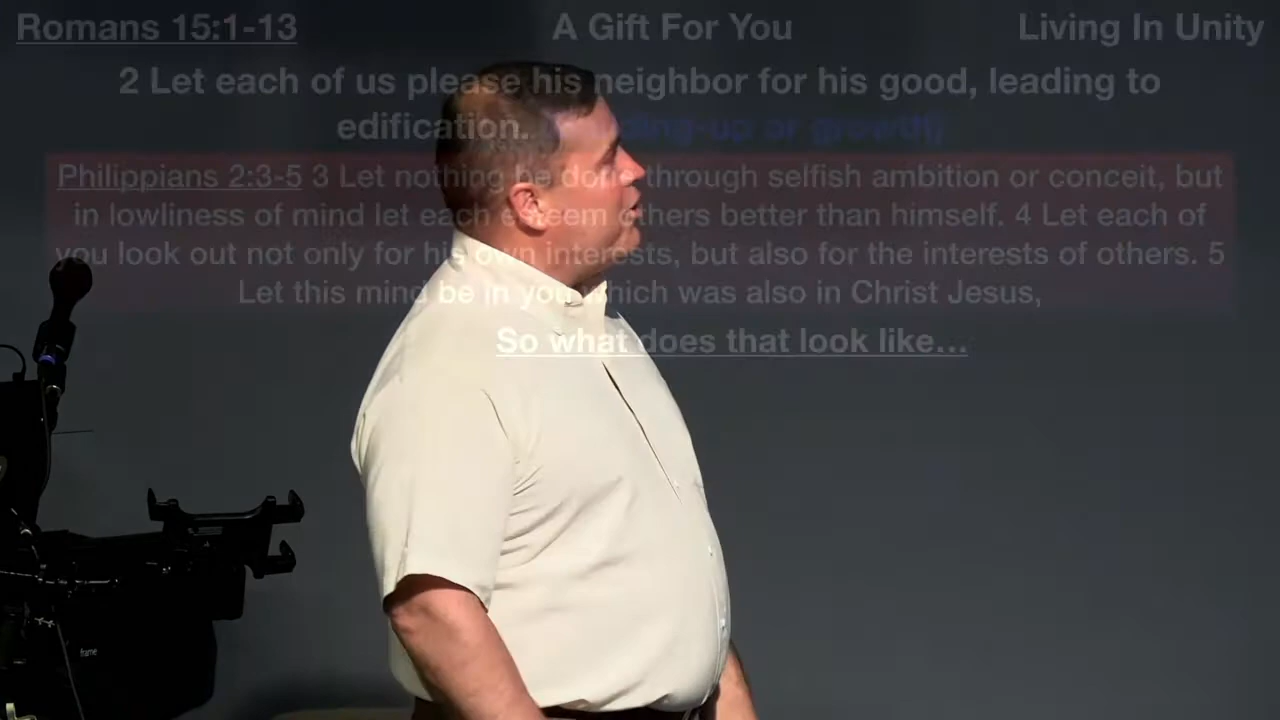 Romans 15:1-13 A Gift For You Living In Unity
2 Let each of us please his neighbor for his good, leading to
edification. or growth)
Philippians 2:3-5 3 Let nothing be through selfish ambition or conceit, but
in lowliness of mind let each esteem others better than himself. 4 Let each of
you look out not only for his own interests, but also for the interests of others. 5
Let this mind be in you which was also in Christ Jesus,
So what does that look like...
frame